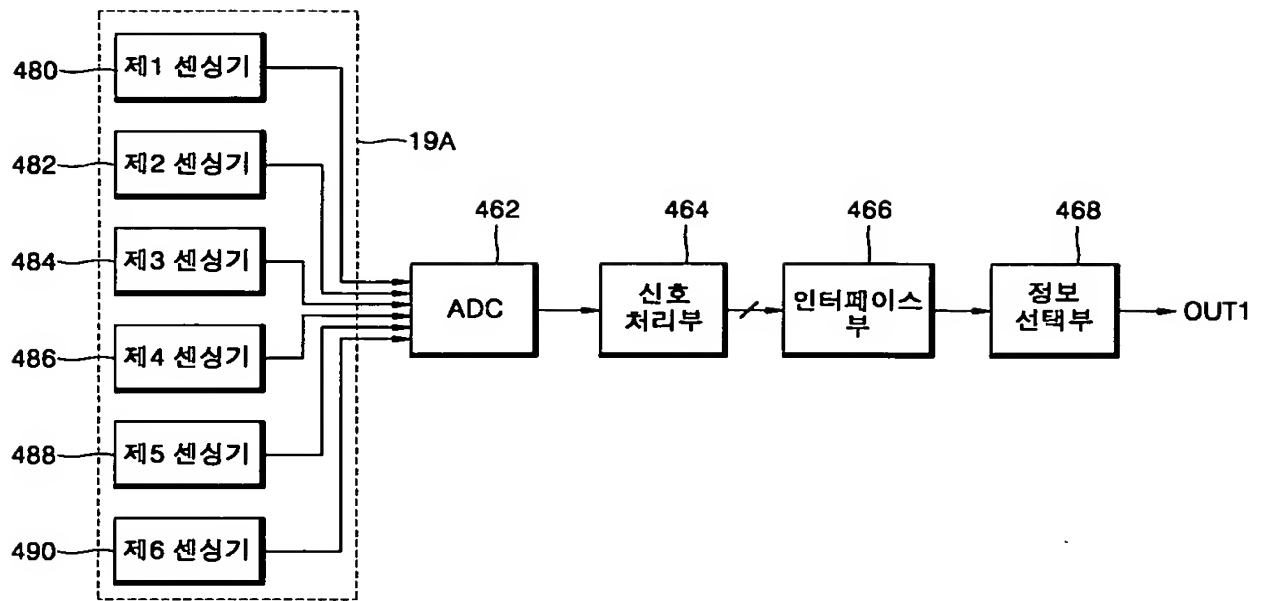 480 제1 센싱기
19A
482 제2 센싱기
484 제3 센싱기
486 제4 센싱기
488 제5 센싱기
490 제6 센싱기
462
ADC
464
신호
처리부
466
인터페이스
부
468
정보
선택부
OUT1